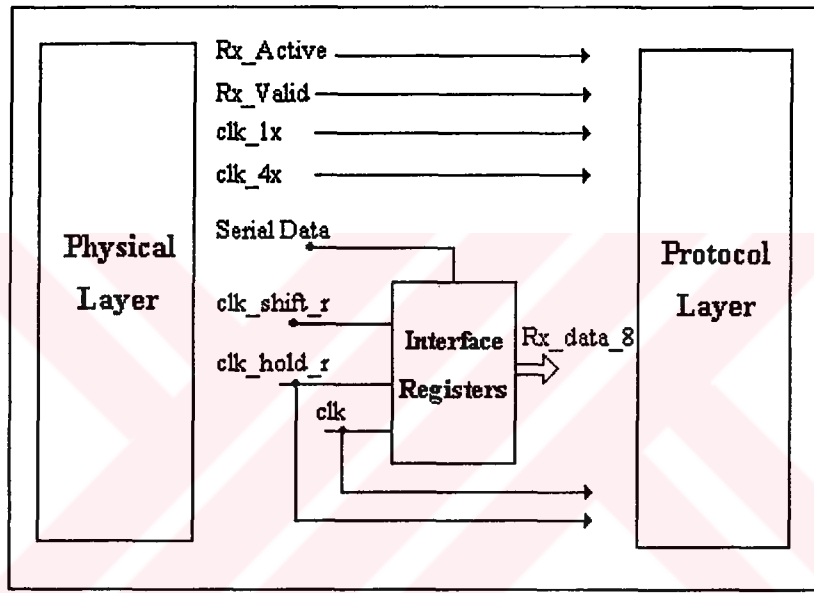 Rx_Active
Rx_Valid
clk_1x
clk_4x
Serial Data
Physical
Layer
Protocol
Layer
clk_shift_r
Interface
Registers
Rx_data_8
clk_hold_r
clk